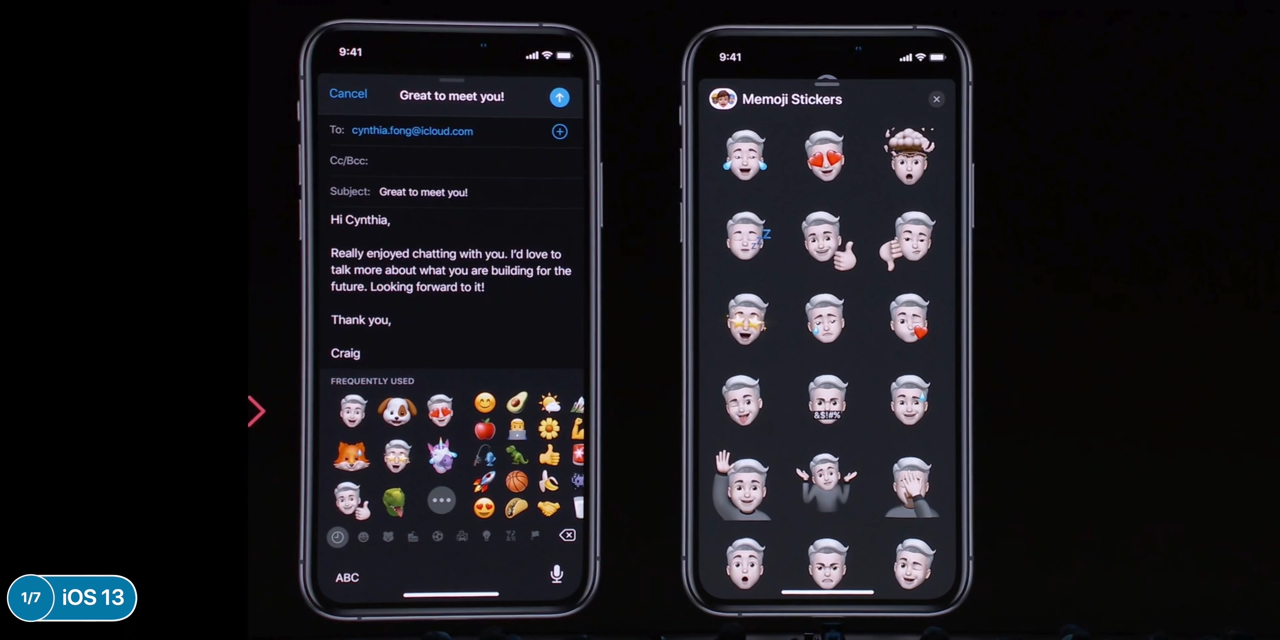 9:41
Cancel
Great to meet you!
To: cynthia.fong@icloud.com
Cc/Bcc:
Subject: Great to meet you!
Hi Cynthia,
Really enjoyed chatting with you. I'd love to
talk more about what you are building for the
future. Looking forward to it!
Thank you,
Craig
FREQUENTLY USED
ABC
9:41
Memoji Stickers
ZZZ
&$!#%
1/7
iOS 13